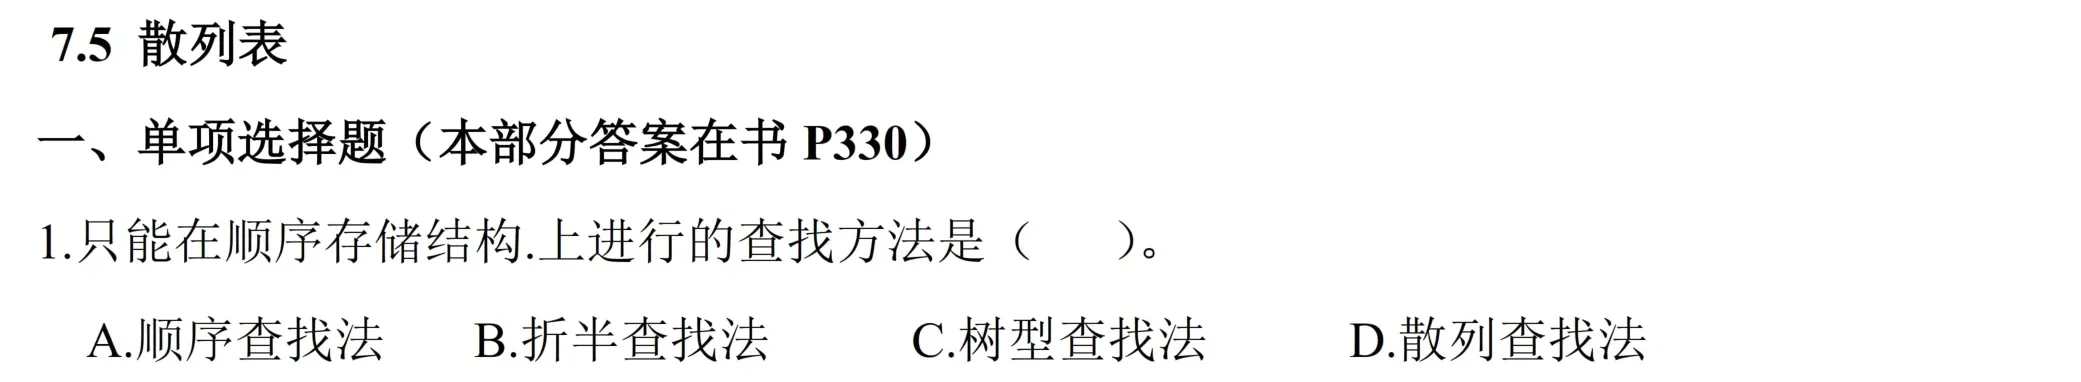 7.5 散列表
一、单项选择题（本部分答案在书 P330）
1.只能在顺序存储结构.上进行的查找方法是（    ）。
A.顺序查找法    B.折半查找法    C.树型查找法    D.散列查找法